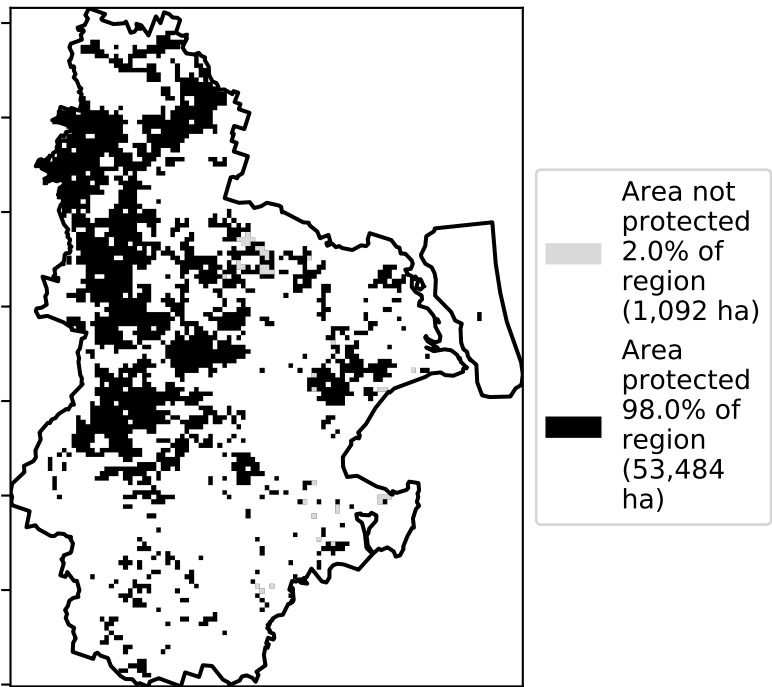 Area not
protected
2.0% of
region
(1,092 ha)
Area
protected
98.0% of
region
(53,484
ha)